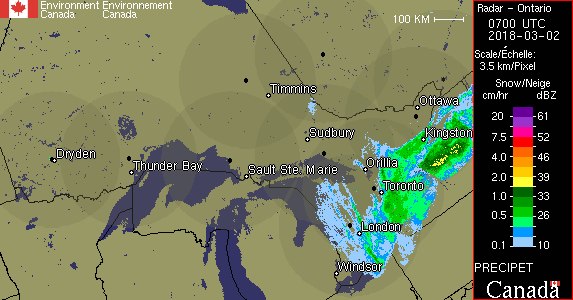 Environment Environnement
Canada Canada
100 KM
Timmins
Ottawa
Sudbury
Kingston
Dryden
Thunder Bay
Sault Ste. Marie
Orillia
Toronto
London
Windsor
Radar - Ontario
0700 UTC
2018-03-02
Scale/Échelle:
3.5 km/Pixel
Snow/Neige
cm/hr dBZ
20 61
7.5 52
4.0 46
2.0 39
1.0 33
0.5 26
0.1 10
PRECIPET
Canada